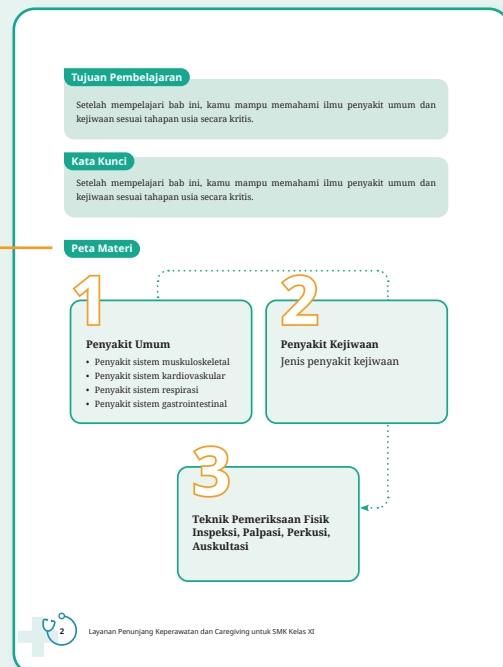 Tujuan Pembelajaran
Setelah mempelajari bab ini, kamu mampu memahami ilmu penyakit umum dan
kejiwaan sesuai tahapan usia secara kritis.
Kata Kunci
Setelah mempelajari bab ini, kamu mampu memahami ilmu penyakit umum dan
kejiwaan sesuai tahapan usia secara kritis.
Peta Materi
1
Penyakit Umum
• Penyakit sistem muskuloskeletal
• Penyakit sistem kardiovaskular
• Penyakit sistem respirasi
• Penyakit sistem gastrointestinal
2
Penyakit Kejiwaan
Jenis penyakit kejiwaan
3
Teknik Pemeriksaan Fisik
Inspeksi, Palpasi, Perkusi,
Auskultasi
2
Layanan Penunjang Keperawatan dan Caregiving untuk SMK Kelas XI